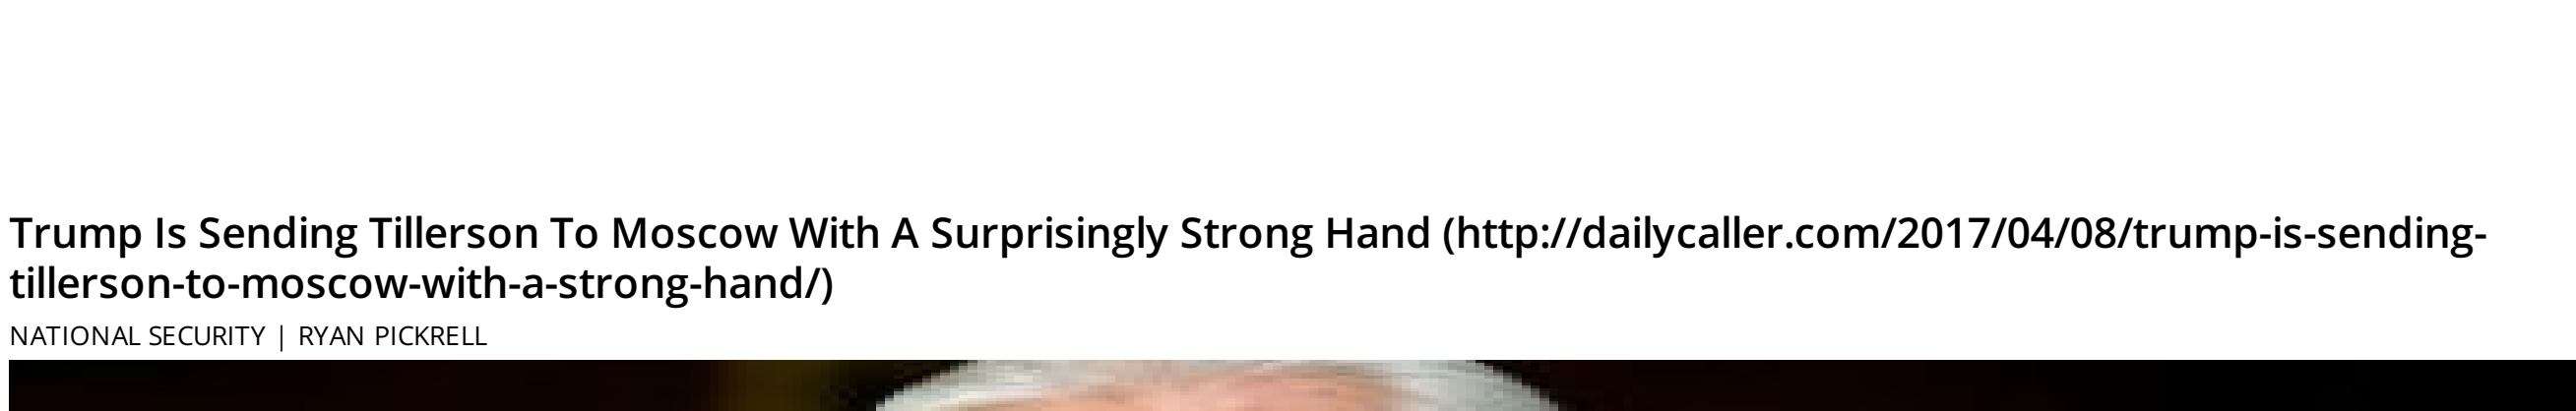 Trump Is Sending Tillerson To Moscow With A Surprisingly Strong Hand (http://dailycaller.com/2017/04/08/trump-is-sending-
tillerson-to-moscow-with-a-strong-hand/)
NATIONAL SECURITY | RYAN PICKRELL